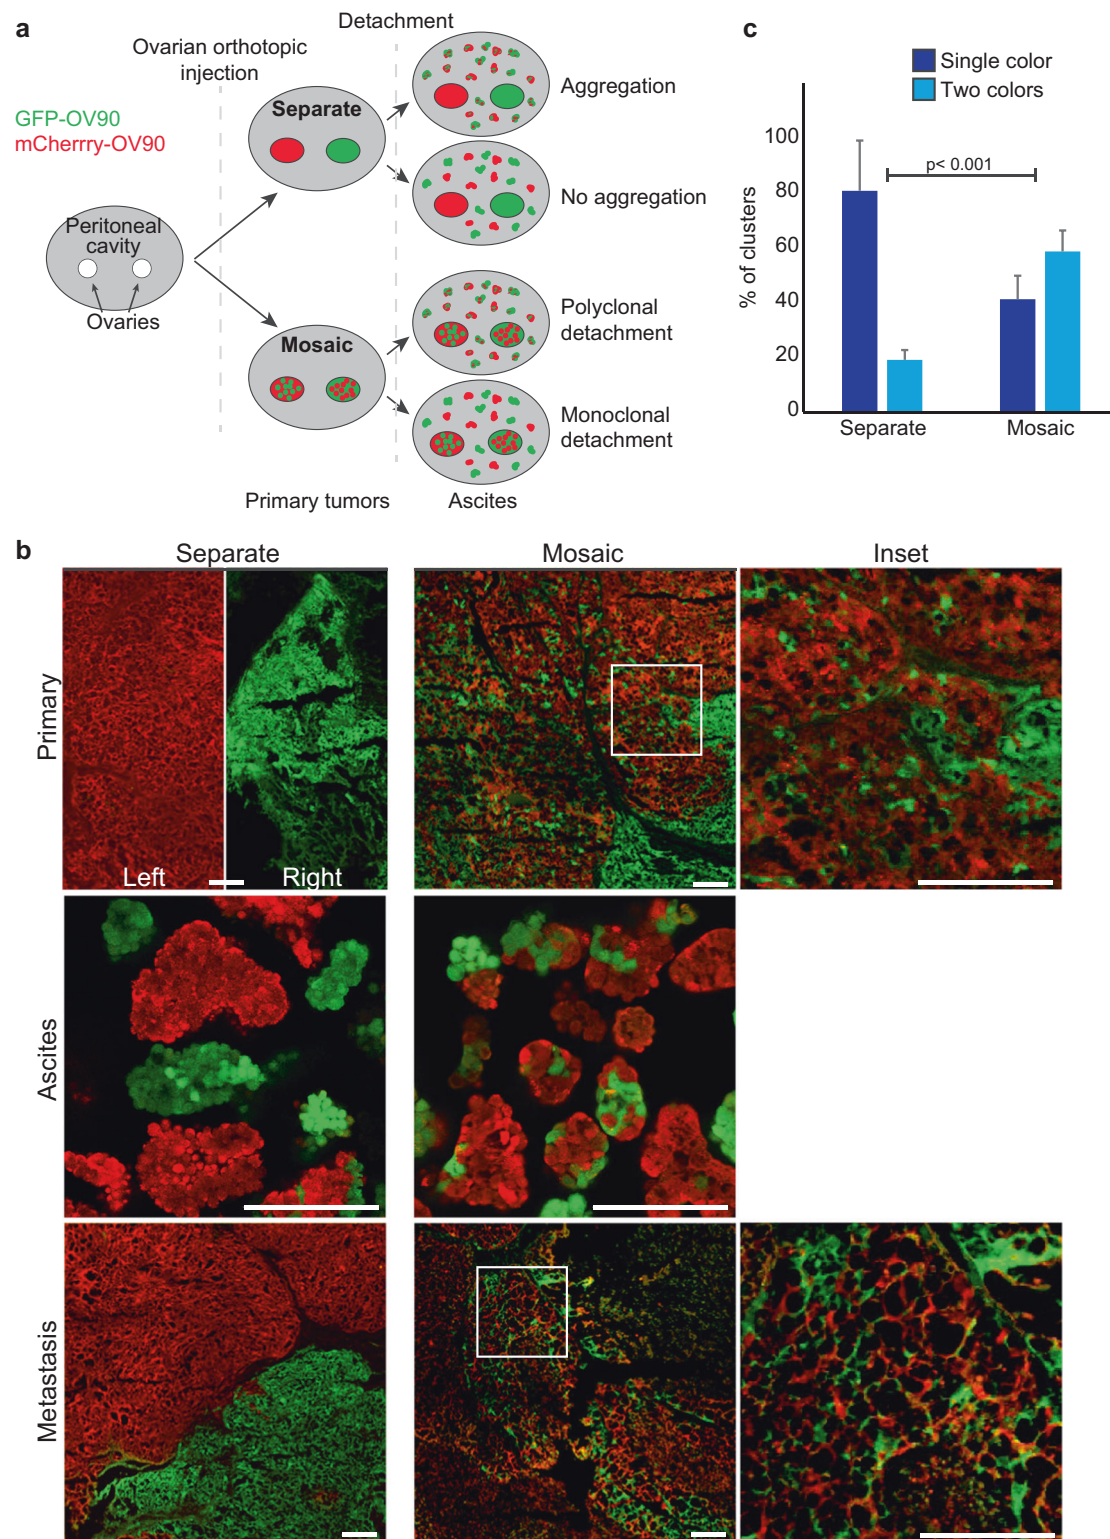 a
Ovarian orthotopic
injection
Detachment
GFP-OV90
mCherrry-OV90
Peritoneal
cavity
Ovaries
Separate
Mosaic
Aggregation
No aggregation
Polyclonal
detachment
Monoclonal
detachment
Primary tumors
Ascites
c
Single color
Two colors
% of clusters
100
80
60
40
20
0
p< 0.001
Separate
Mosaic
b
Separate
Mosaic
Inset
Primary
Left
Right
Ascites
Metastasis